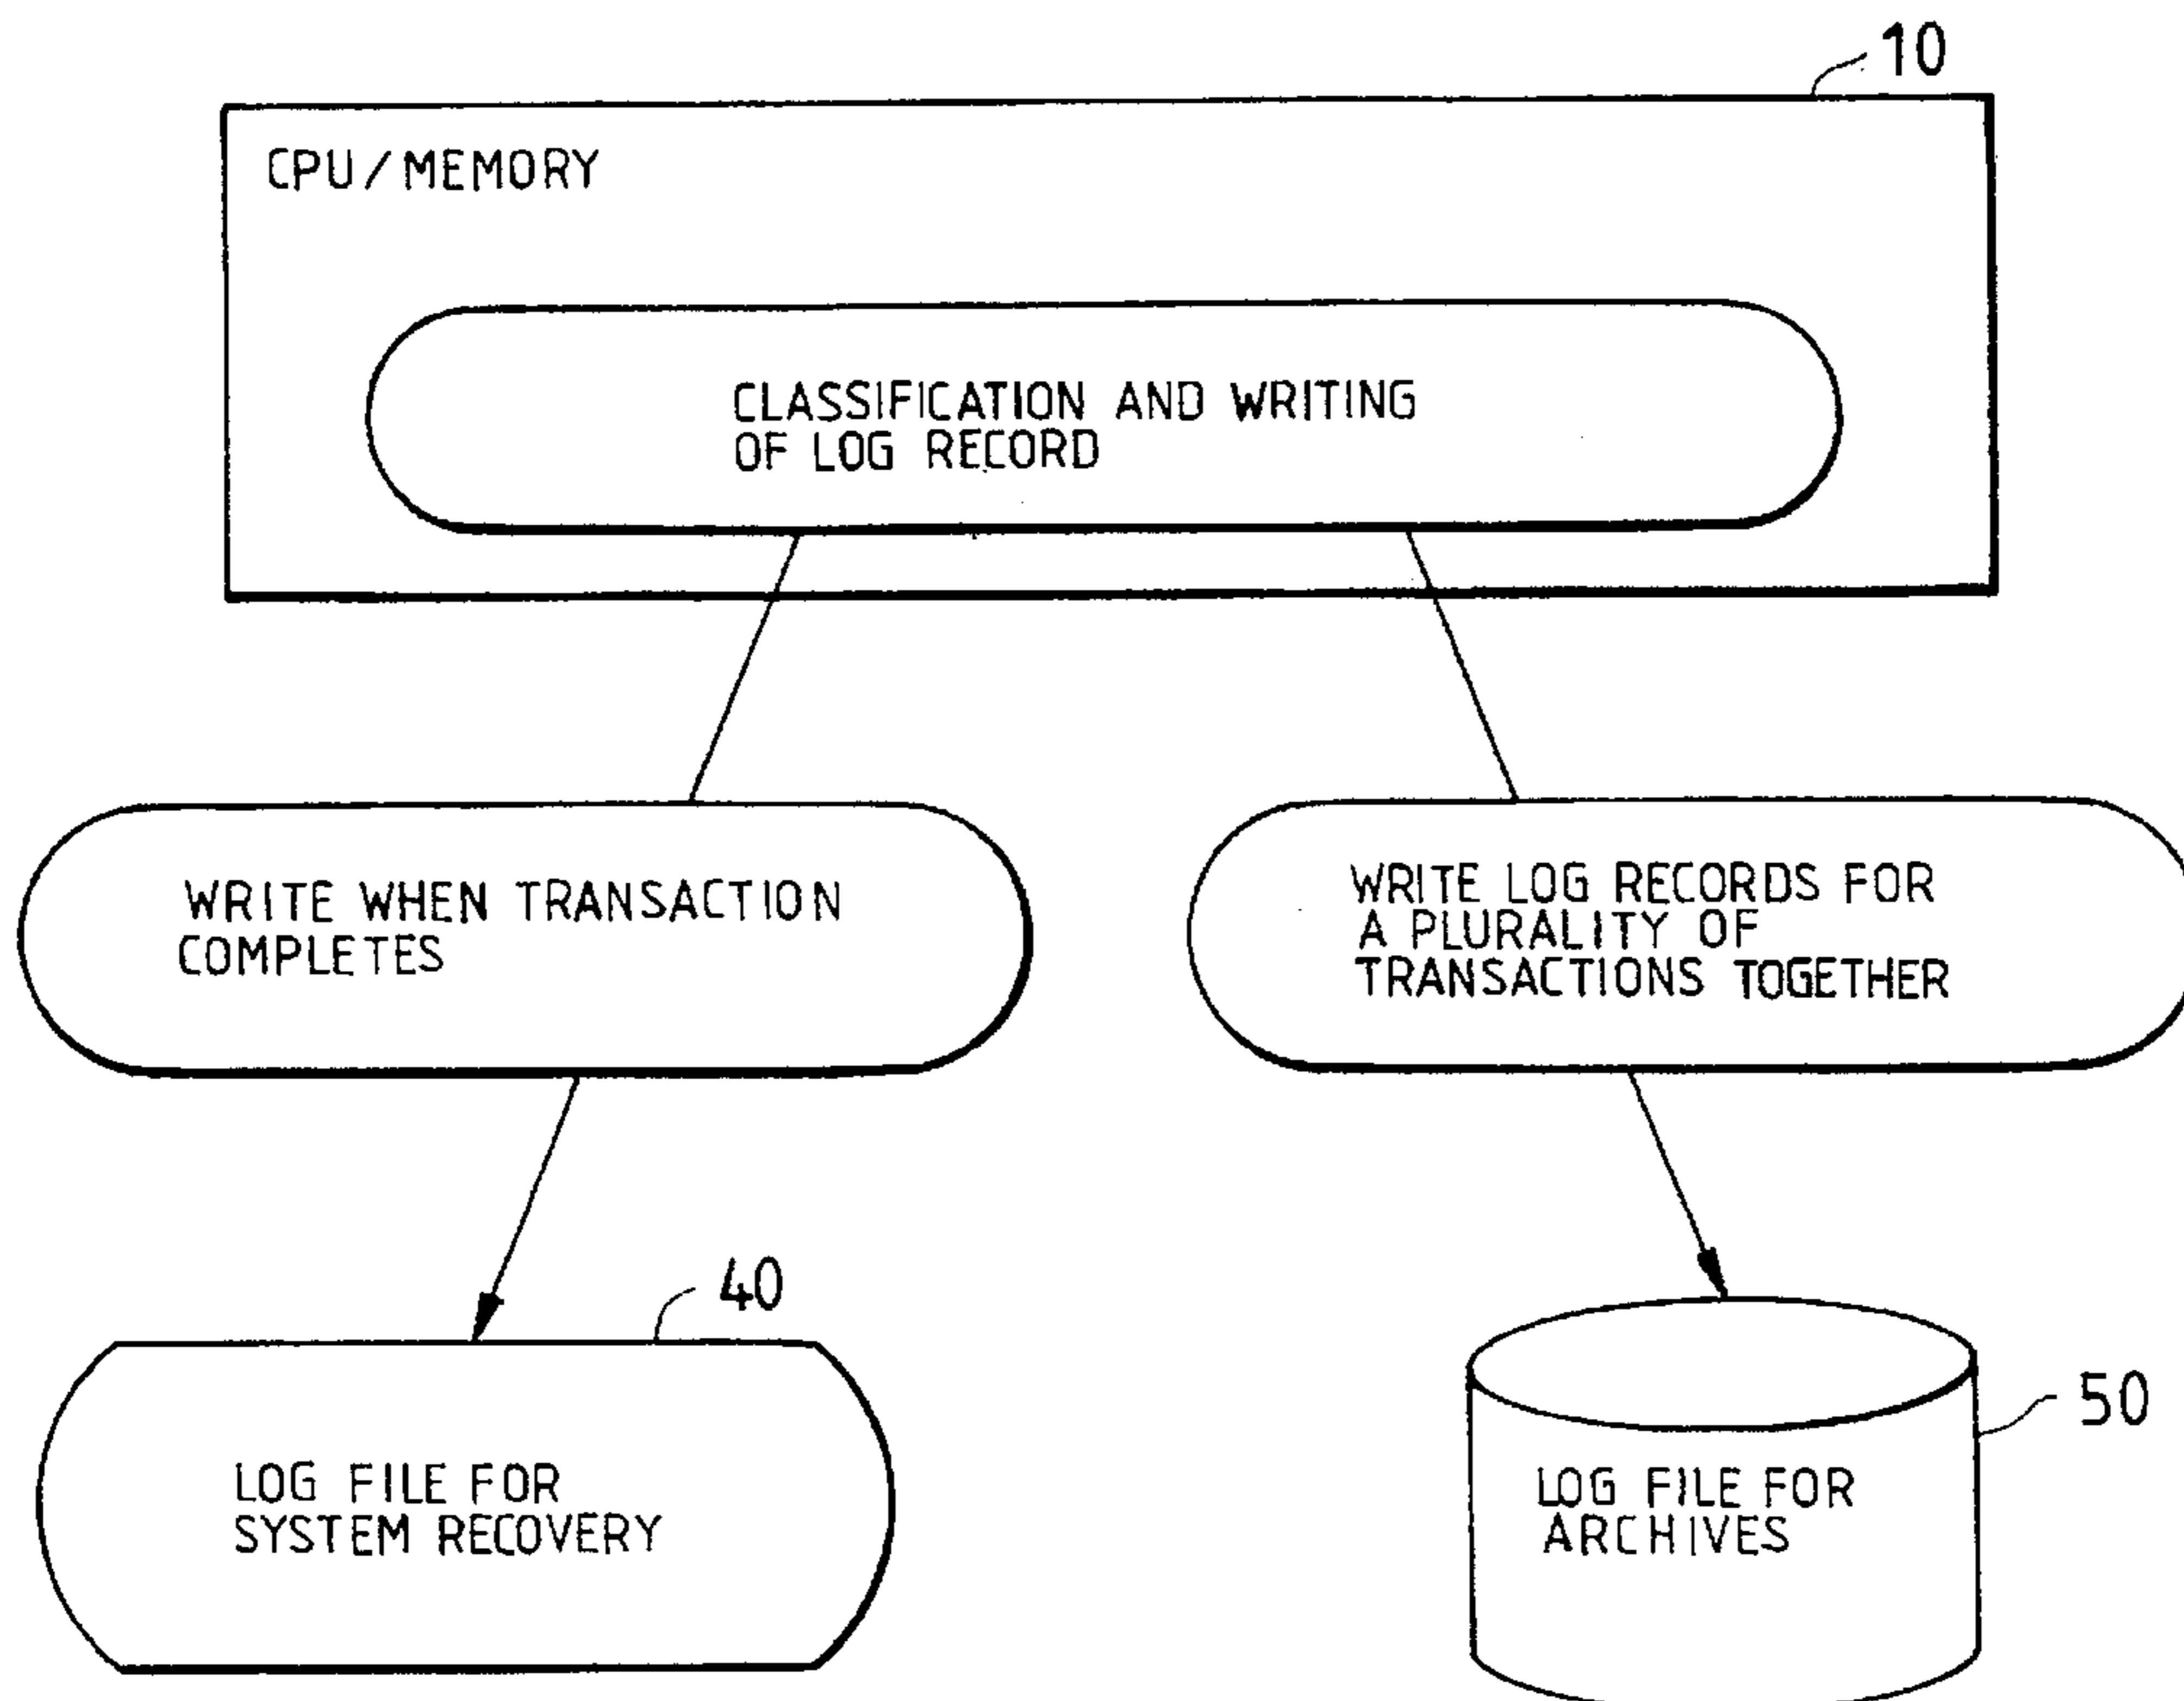 10
CPU/MEMORY
CLASSIFICATION AND WRITING
OF LOG RECORD
WRITE WHEN TRANSACTION
COMPLETES
WRITE LOG RECORDS FOR
A PLURALITY OF
TRANSACTIONS TOGETHER
40
LOG FILE FOR
SYSTEM RECOVERY
50
LOG FILE FOR
ARCHIVES